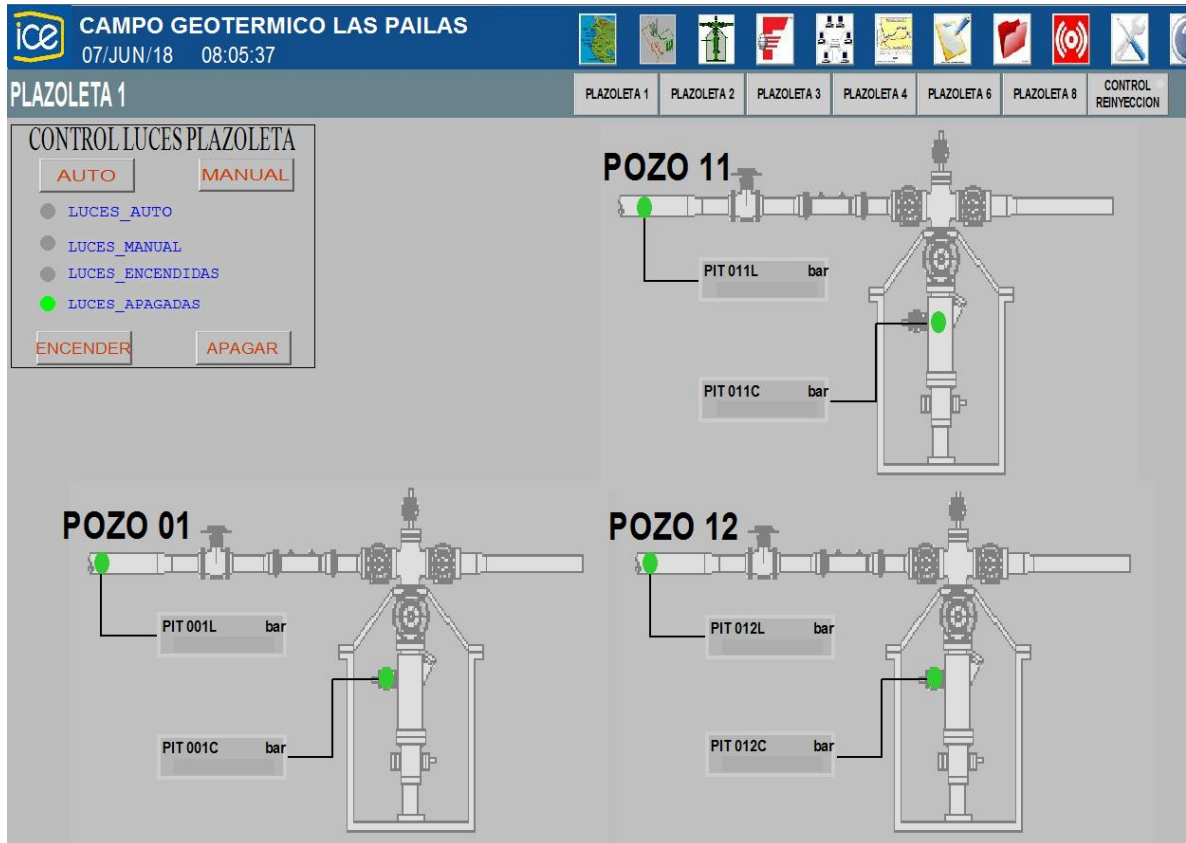 ice
CAMPO GEOTERMICO LAS PAILAS
07/JUN/18 08:05:37
PLAZOLETA 1
PLAZOLETA 1
PLAZOLETA 2
PLAZOLETA 3
PLAZOLETA 4
PLAZOLETA 6
PLAZOLETA 8
CONTROL
REINYECCION
CONTROL LUCES PLAZOLETA
AUTO MANUAL
LUCES_AUTO
LUCES_MANUAL
LUCES_ENCENDIDAS
LUCES_APAGADAS
ENCENDER APAGAR
POZO 11
PIT 011L bar
PIT 011C bar
POZO 01
PIT 001L bar
PIT 001C bar
POZO 12
PIT 012L bar
PIT 012C bar